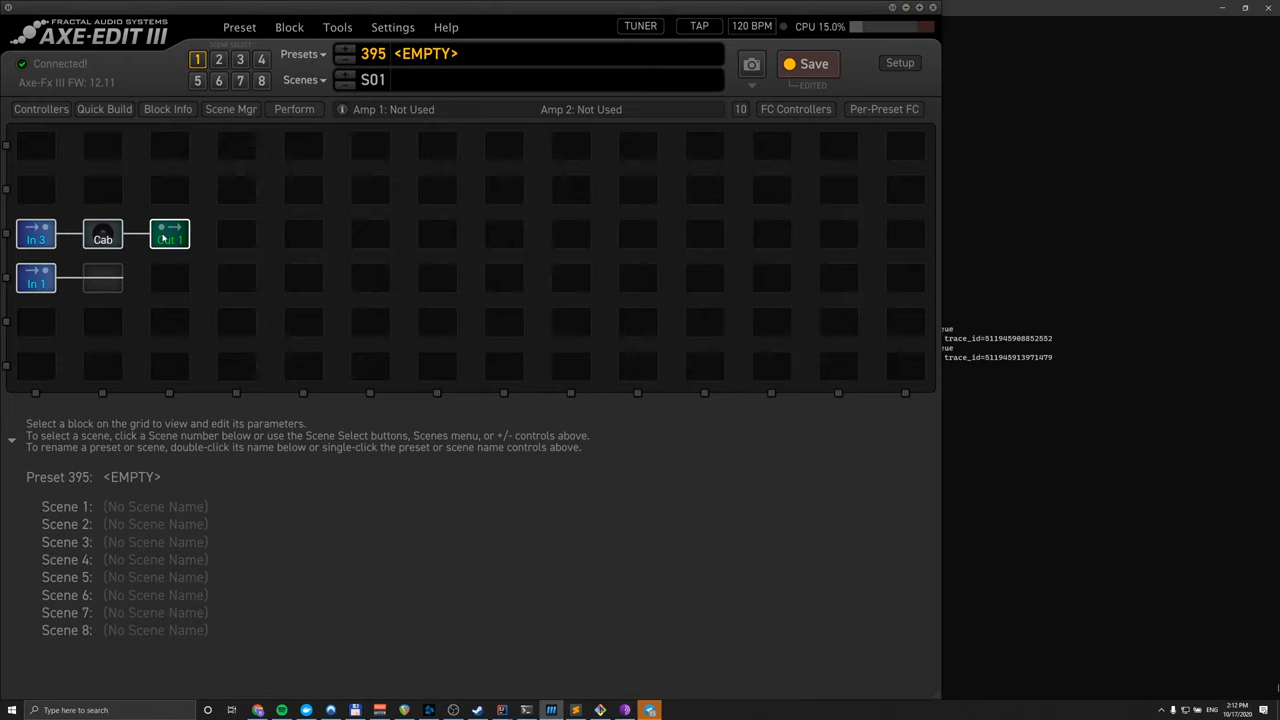 FRACTAL AUDIO SYSTEMS
AXE-EDIT III
Preset Block Tools Settings Help
TUNER TAP 120 BPM CPU 15.0%
SCENE SELECT
1 2 3 4
5 6 7 8
Connected!
Axe-Fx III FW: 12.11
Presets
Scenes
395 <EMPTY>
S01
Save
EDITED
Setup
Controllers Quick Build Block Info Scene Mgr Perform
Amp 1: Not Used Amp 2: Not Used
10 FC Controllers Per-Preset FC
In 3 Cab Out 1
In 1
eue
trace_id=511945908852552
eue
trace_id=511945913971479
Select a block on the grid to view and edit its parameters.
To select a scene, click a Scene number below or use the Scene Select buttons, Scenes menu, or +/- controls above.
To rename a preset or scene, double-click its name below or single-click the preset or scene name controls above.
Preset 395: <EMPTY>
Scene 1: (No Scene Name)
Scene 2: (No Scene Name)
Scene 3: (No Scene Name)
Scene 4: (No Scene Name)
Scene 5: (No Scene Name)
Scene 6: (No Scene Name)
Scene 7: (No Scene Name)
Scene 8: (No Scene Name)
Type here to search
ENG
2:12 PM
10/17/2020